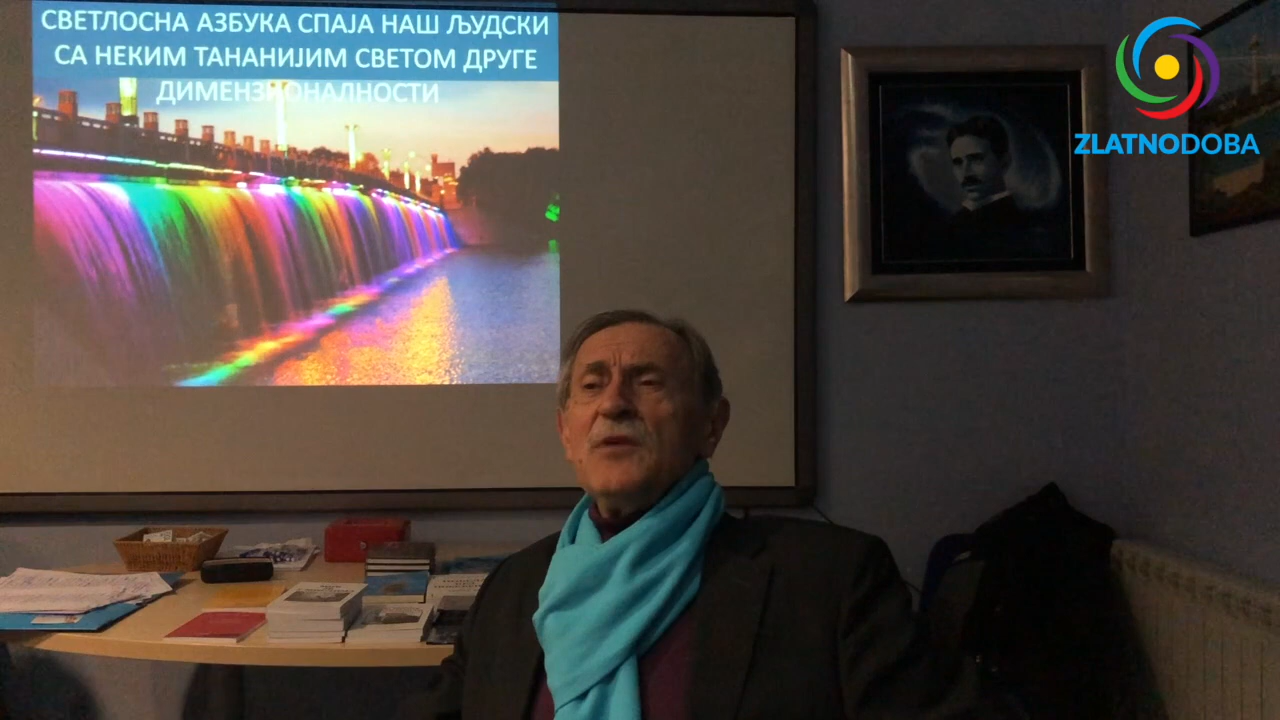 СВЕТЛОСНА АЗБУКА СПАЈА НАШ ЉУДСКИ
СА НЕКИМ ТАНАНИЈИМ СВЕТОМ ДРУГЕ
ДИМЕНЗИОНАЛНОСТИ
ZLATNODOBA